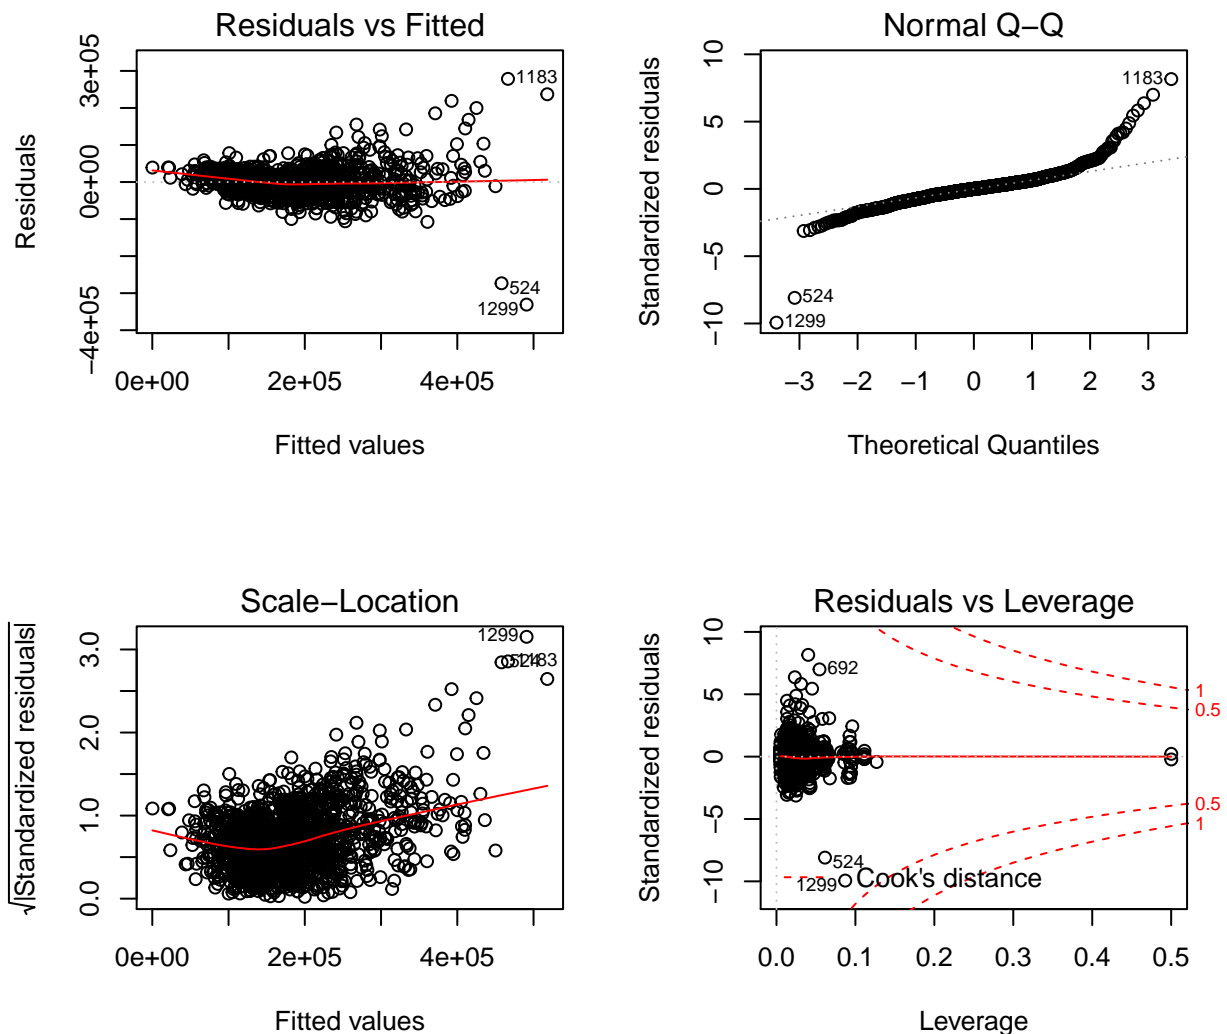 Residuals vs Fitted
Residuals
−4e+05
0e+00
3e+05
0e+00
2e+05
4e+05
Fitted values
1183
524
1299
Normal Q−Q
Standardized residuals
−10
−5
0
5
10
−3
−2
−1
0
1
2
3
Theoretical Quantiles
1183
524
1299
Scale−Location
√|Standardized residuals|
0.0
1.0
2.0
3.0
0e+00
2e+05
4e+05
Fitted values
1299
524
1183
Residuals vs Leverage
Standardized residuals
−10
−5
0
5
10
0.0
0.1
0.2
0.3
0.4
0.5
Leverage
692
524
1299
Cook's distance
1
0.5
0.5
1